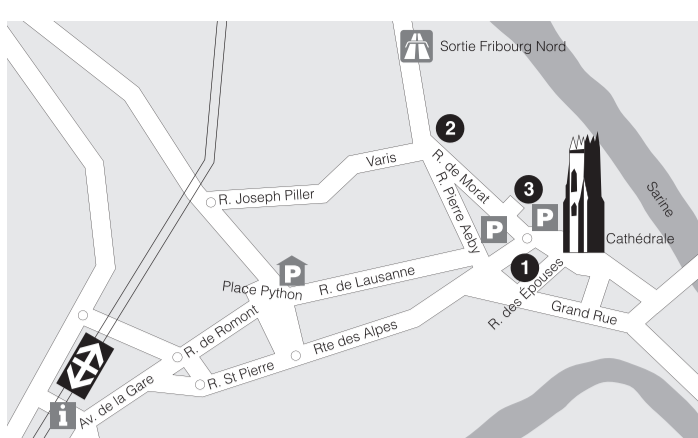 Sortie Fribourg Nord
2
Varis
R. de Morat
3
Sarine
R. Joseph Piller
R. Pierre Aeby
P
P
Cathédrale
1
P
Place Python
R. de Lausanne
R. des Épouses
Grand Rue
R. de Romont
Rte des Alpes
R. St Pierre
Av. de la Gare
i